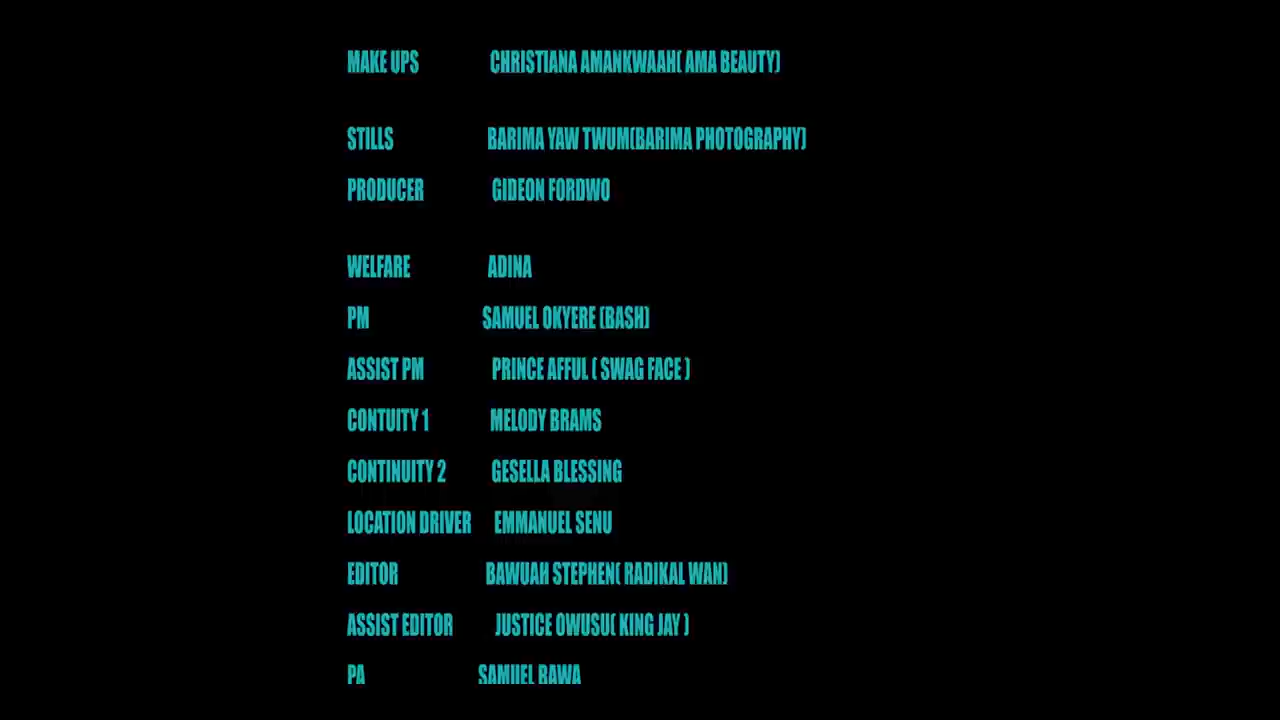 MAKE UPS CHRISTIANA AMANKWAAH( AMA BEAUTY)
STILLS BARIMA YAW TWUM(BARIMA PHOTOGRAPHY)
PRODUCER GIDEON FORDWO
WELFARE ADINA
PM SAMUEL OKYERE (BASH)
ASSIST PM PRINCE AFFUL ( SWAG FACE )
CONTUITY 1 MELODY BRAMS
CONTINUITY 2 GESELLA BLESSING
LOCATION DRIVER EMMANUEL SENU
EDITOR BAWUAH STEPHEN( RADIKAL WAN)
ASSIST EDITOR JUSTICE OWUSU( KING JAY )
PA SAMUEL